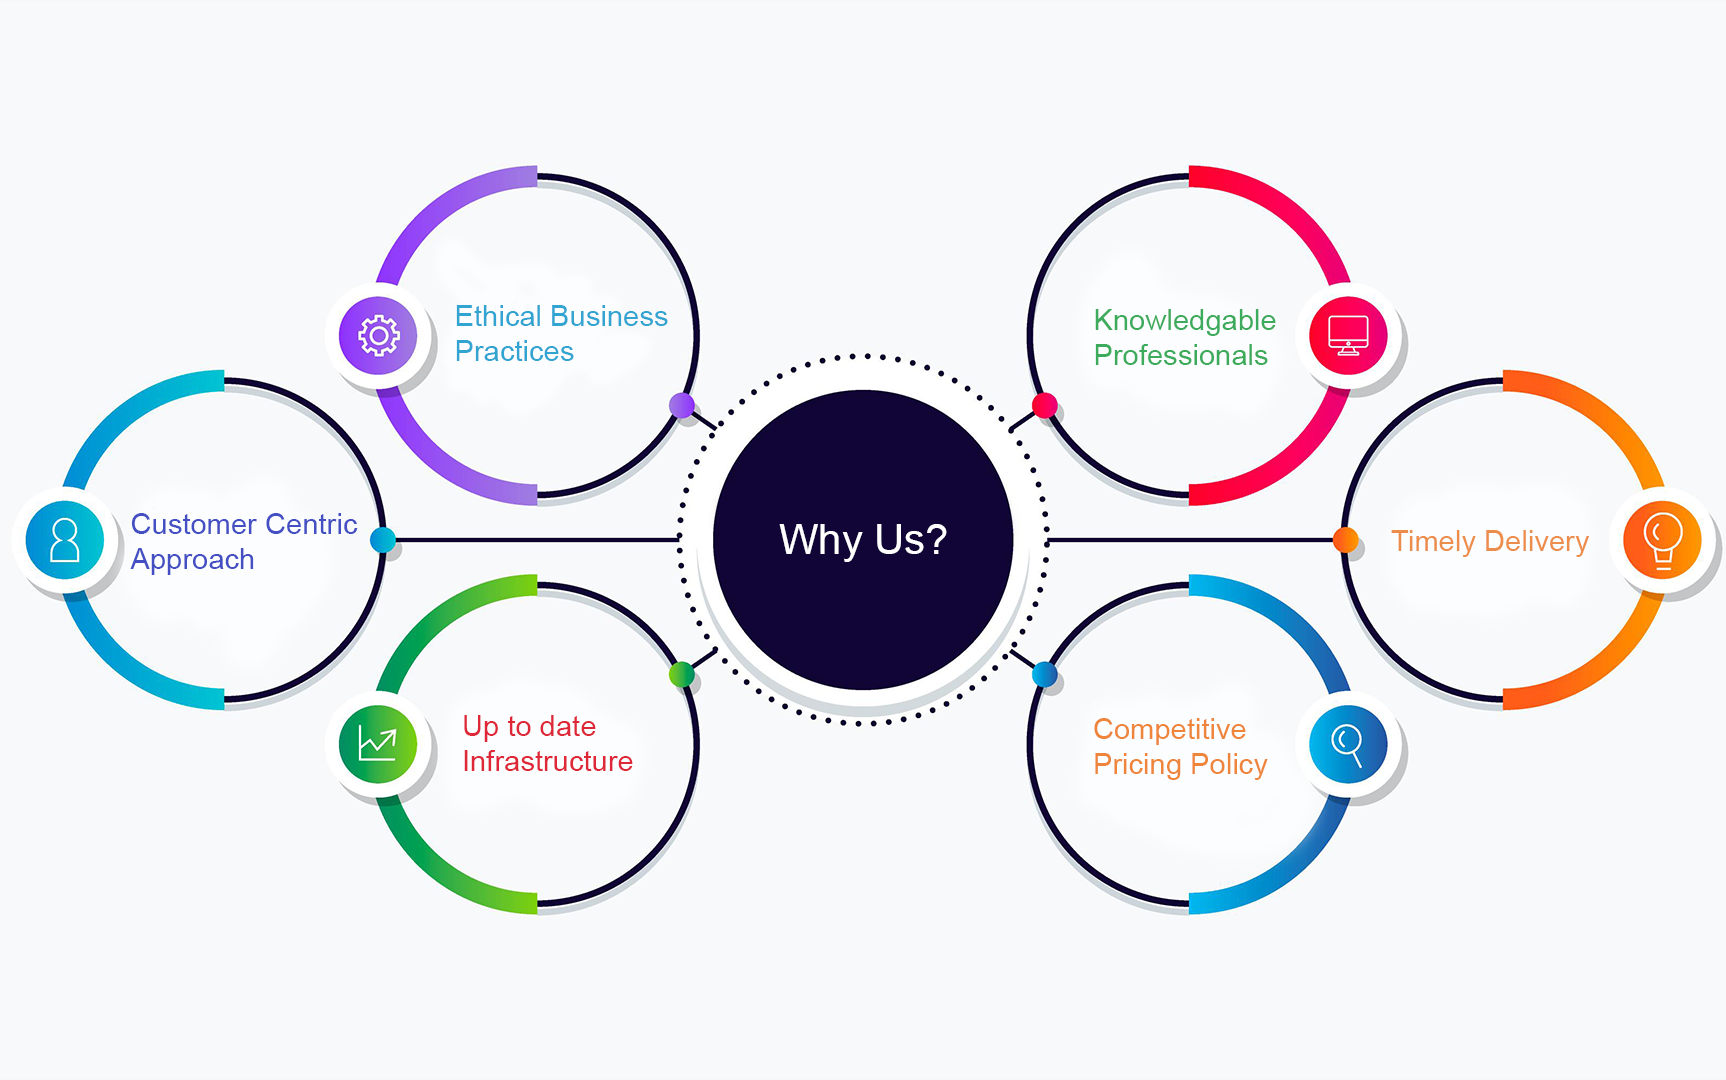 Ethical Business
Practices
Knowledgable
Professionals
Customer Centric
Approach
Why Us?
Timely Delivery
Up to date
Infrastructure
Competitive
Pricing Policy